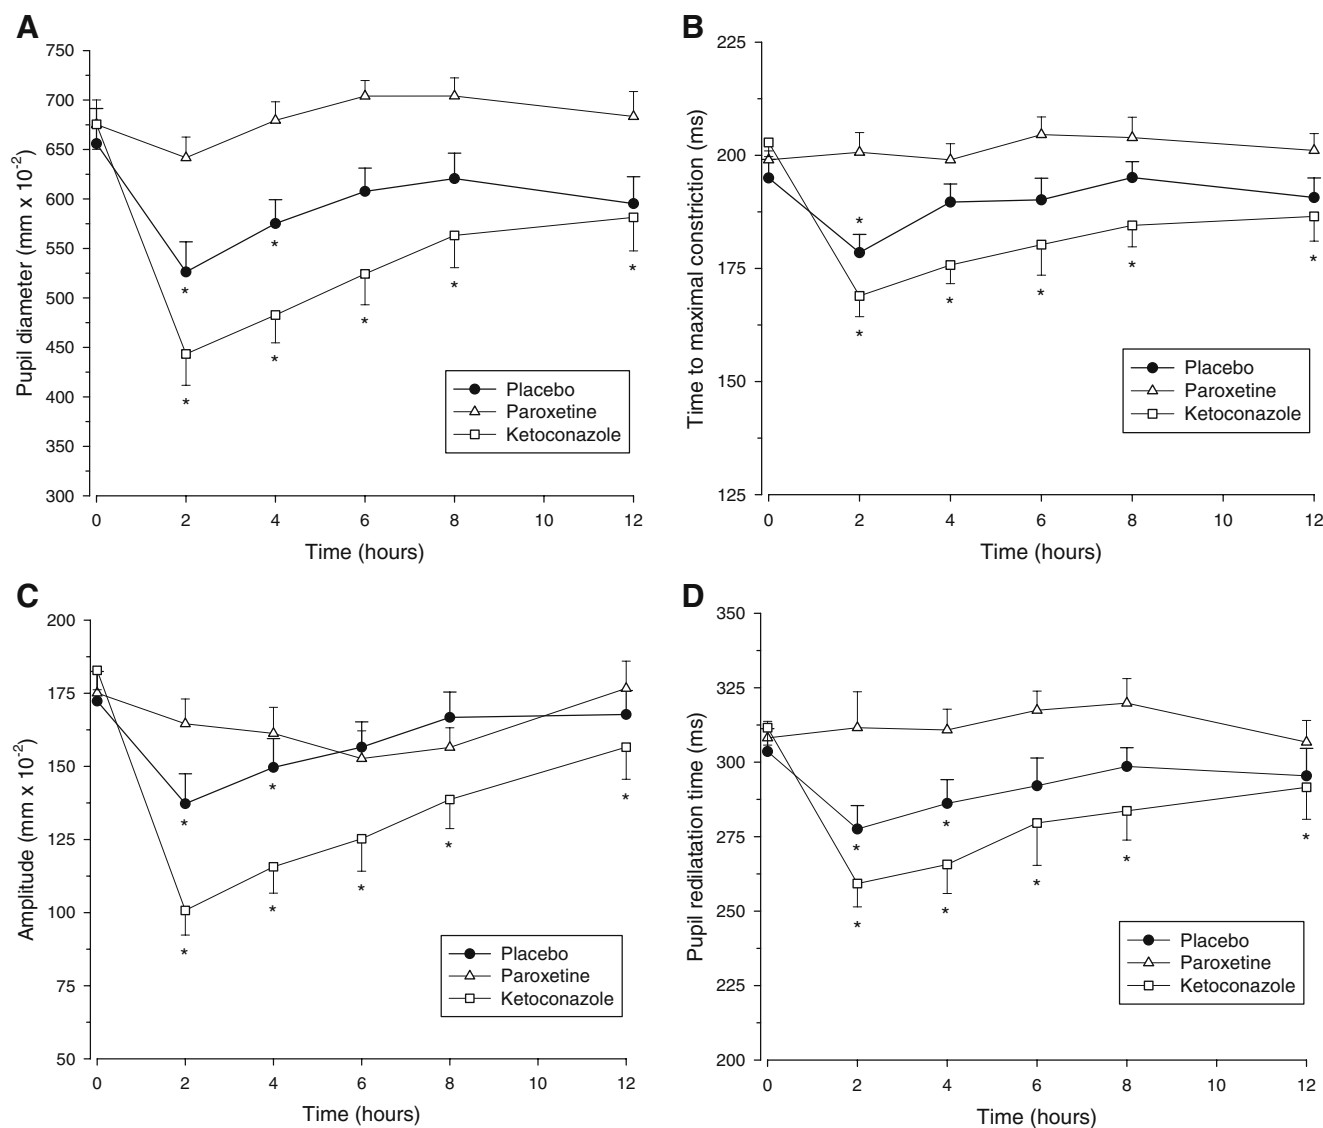 A
Pupil diameter (mm x 10⁻²)
750
700
650
600
550
500
450
400
350
300
* * * * * * *
Placebo
Paroxetine
Ketoconazole
0 2 4 6 8 10 12
Time (hours)
B
Time to maximal constriction (ms)
225
200
175
150
125
* * * * * *
Placebo
Paroxetine
Ketoconazole
0 2 4 6 8 10 12
Time (hours)
C
Amplitude (mm x 10⁻²)
200
175
150
125
100
75
50
* * * * * * *
Placebo
Paroxetine
Ketoconazole
0 2 4 6 8 10 12
Time (hours)
D
Pupil redilatation time (ms)
350
325
300
275
250
225
200
* * * * * * *
Placebo
Paroxetine
Ketoconazole
0 2 4 6 8 10 12
Time (hours)